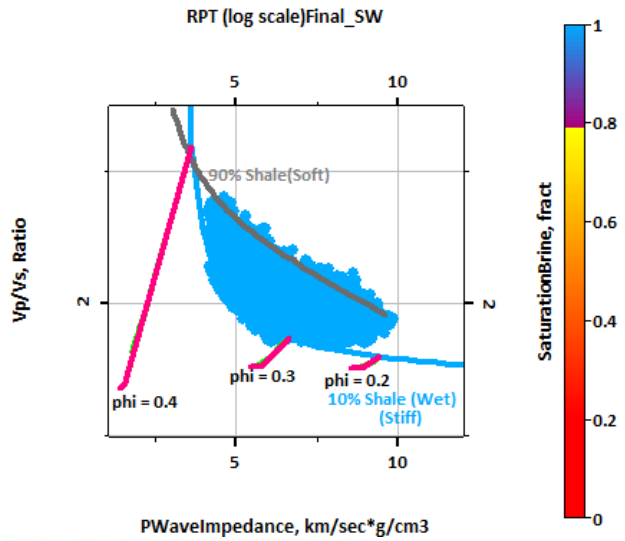 RPT (log scale)Final_SW
5 10
1
90% Shale(Soft)
0.8
0.6
Vp/Vs, Ratio
2 2
SaturationBrine, fract
0.4
phi = 0.4
phi = 0.3
phi = 0.2
10% Shale (Wet)
(Stiff)
0.2
5 10
0
PWaveImpedance, km/sec*g/cm3